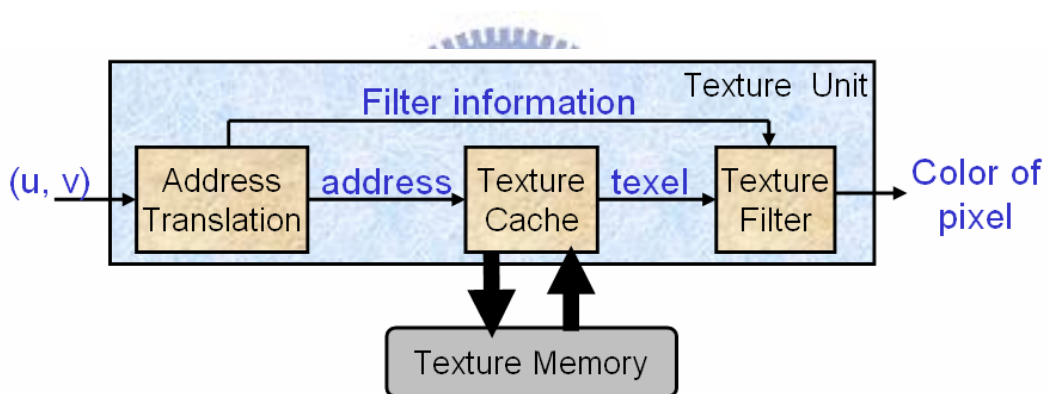 Texture Unit
Filter information
(u, v)
Address
Translation
address
Texture
Cache
texel
Texture
Filter
Color of
pixel
Texture Memory